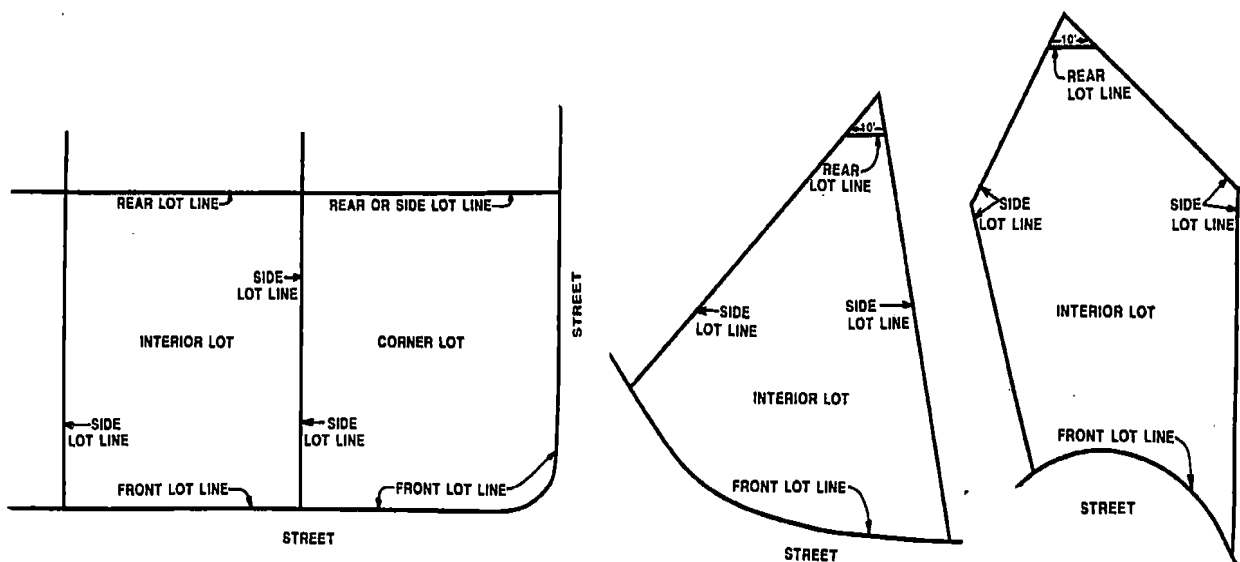 REAR LOT LINE
REAR OR SIDE LOT LINE
SIDE
LOT LINE
STREET
INTERIOR LOT
CORNER LOT
SIDE
LOT LINE
SIDE
LOT LINE
FRONT LOT LINE
FRONT LOT LINE
STREET
10'
REAR
LOT LINE
SIDE
LOT LINE
SIDE
LOT LINE
INTERIOR LOT
FRONT LOT LINE
STREET
10'
REAR
LOT LINE
SIDE
LOT LINE
SIDE
LOT LINE
INTERIOR LOT
FRONT LOT LINE
STREET